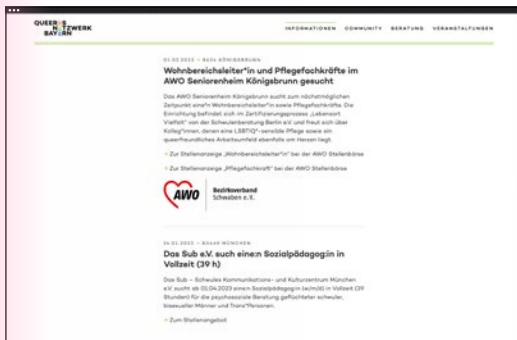 QUEERES
NETZWERK
BAYERN
INFORMATIONEN COMMUNITY BERATUNG VERANSTALTUNGEN
Wohnbereichsleiter*in und Pflegefachkräfte im
AWO Seniorenheim Königsbrunn gesucht
Das AWO Seniorenheim Königsbrunn sucht zum nächstmöglichen
Zeitpunkt eine*n Wohnbereichsleiter*in sowie Pflegefachkräfte. Die
Einrichtung befindet sich im Zertifizierungsprozess „Lebensort
Vielfalt“ von der Schwulenberatung Berlin und freut sich über
Kolleg*innen, denen eine LSBTIQ*-sensible Pflege sowie ein
queerfreundliches Arbeitsumfeld ebenfalls am Herzen liegt.
→ Zur Stellenanzeige „Wohnbereichsleiter*in“ bei der AWO Stellenbörse
→ Zur Stellenanzeige „Pflegefachkraft“ bei der AWO Stellenbörse
AWO
Bezirksverband
Schwaben e.V.
Das Sub e.V. such eine:n Sozialpädagog:in in
Vollzeit (39 h)
Das Sub – Schwules Kommunikations- und Kulturzentrum München
e.V. sucht ab 01.04.2023 eine:n Sozialpädagog:in (w/m/d) in Vollzeit (39
Stunden) für die psychosoziale Beratung geflüchteter schwuler,
bisexueller Männer und Trans*Personen.
→ Zum Stellenangebot